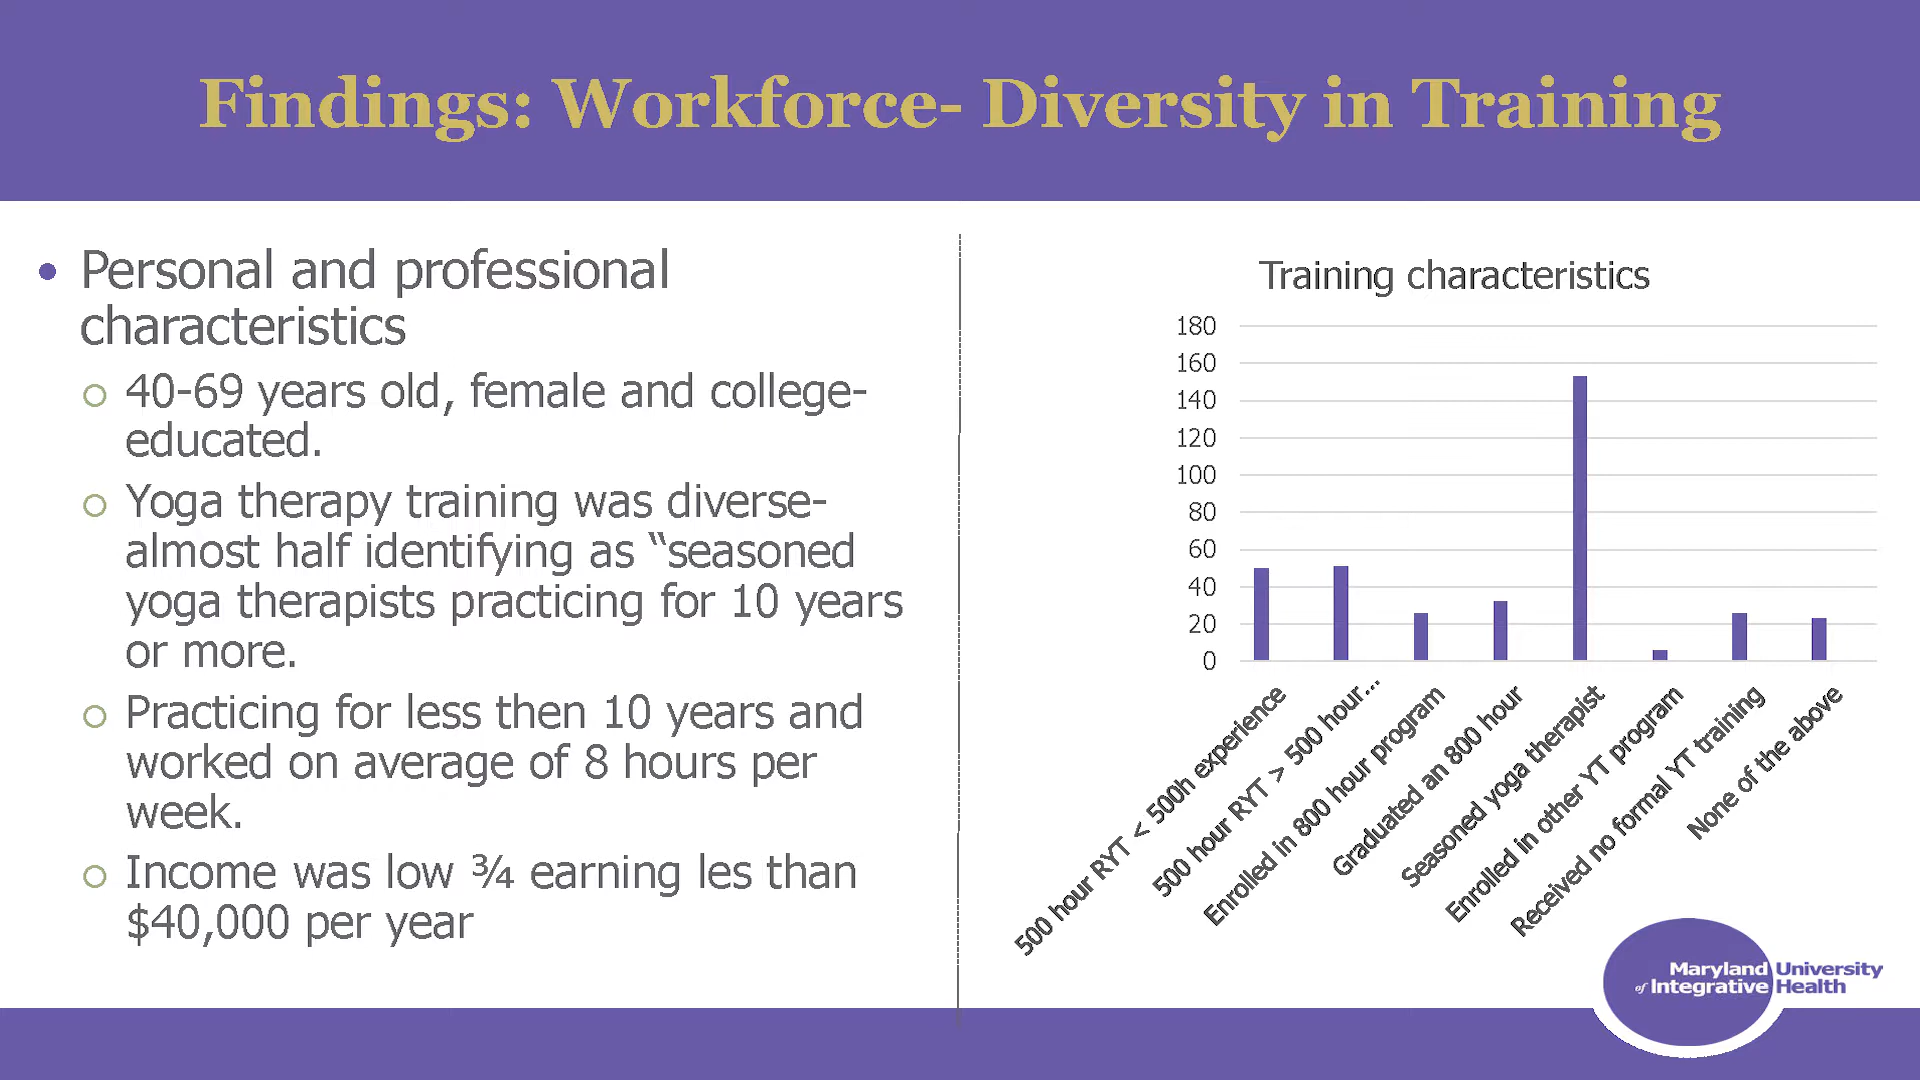 Findings: Workforce- Diversity in Training
• Personal and professional
characteristics
○ 40-69 years old, female and college-
educated.
○ Yoga therapy training was diverse-
almost half identifying as “seasoned
yoga therapists practicing for 10 years
or more.
○ Practicing for less then 10 years and
worked on average of 8 hours per
week.
○ Income was low ¾ earning les than
$40,000 per year
Training characteristics
180
160
140
120
100
80
60
40
20
0
500 hour RYT < 500h experience
500 hour RYT > 500 hour...
Enrolled in 800 hour program
Graduated an 800 hour
Seasoned yoga therapist
Enrolled in other YT program
Received no formal YT training
None of the above
Maryland University
of Integrative Health